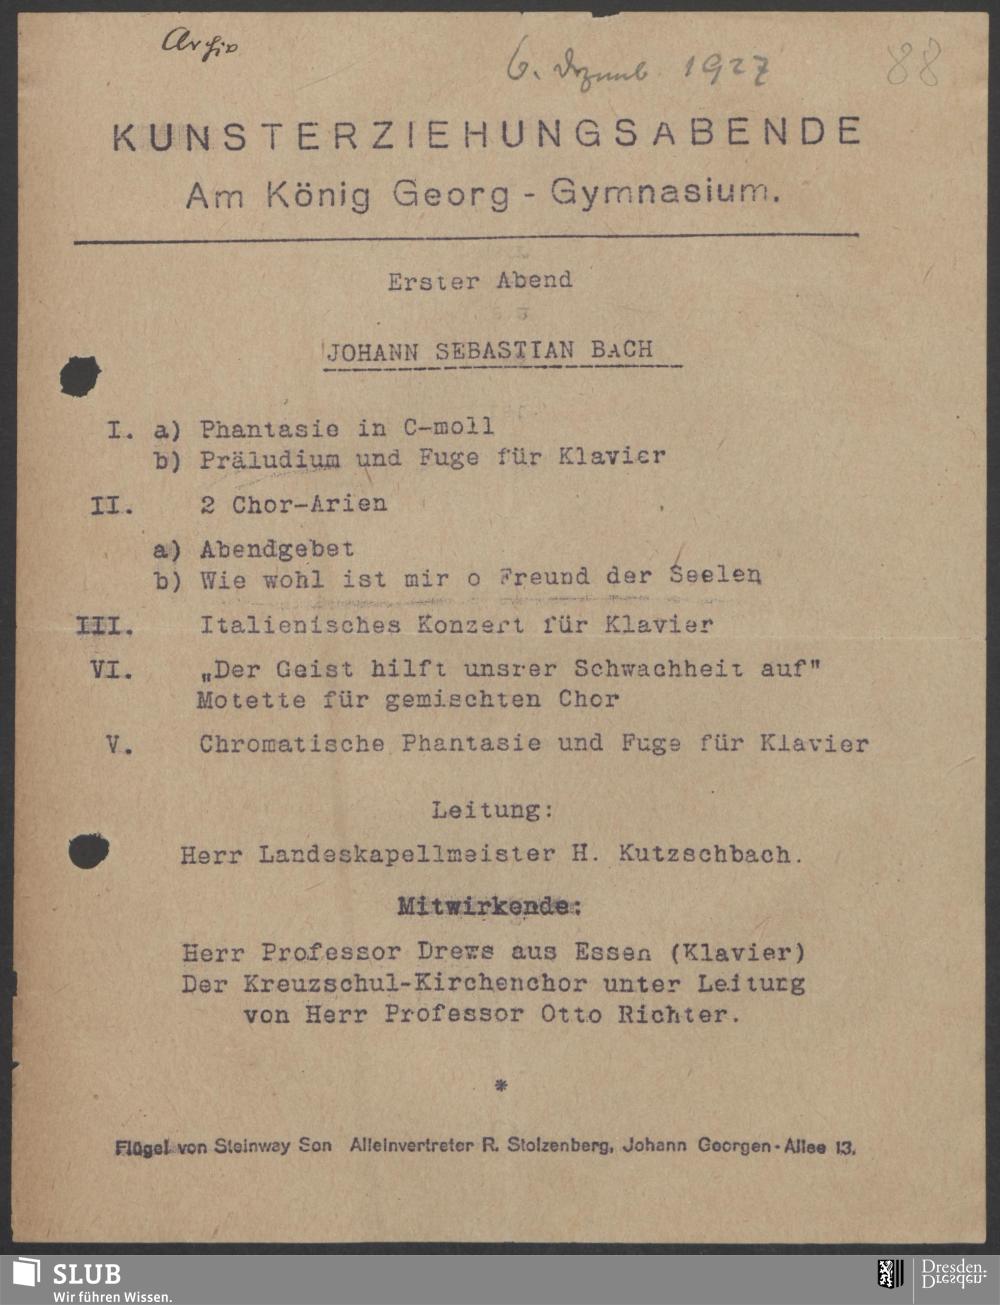 Archiv
6. Dezemb. 1927
88
KUNSTERZIEHUNGSABENDE
Am König Georg - Gymnasium.
Erster Abend
JOHANN SEBASTIAN BACH
I. a) Phantasie in C-moll
b) Präludium und Fuge für Klavier
II. 2 Chor-Arien
a) Abendgebet
b) Wie wohl ist mir o Freund der Seelen
III. Italienisches Konzert für Klavier
VI. „Der Geist hilft unsrer Schwachheit auf"
Motette für gemischten Chor
V. Chromatische Phantasie und Fuge für Klavier
Leitung:
Herr Landeskapellmeister H. Kutzschbach.
Mitwirkende:
Herr Professor Drews aus Essen (Klavier)
Der Kreuzschul-Kirchenchor unter Leitung
von Herr Professor Otto Richter.
*
Flügel von Steinway Son Alleinvertreter R. Stolzenberg, Johann Georgen-Allee 13.
SLUB
Wir führen Wissen.
Dresden.
Dresden.